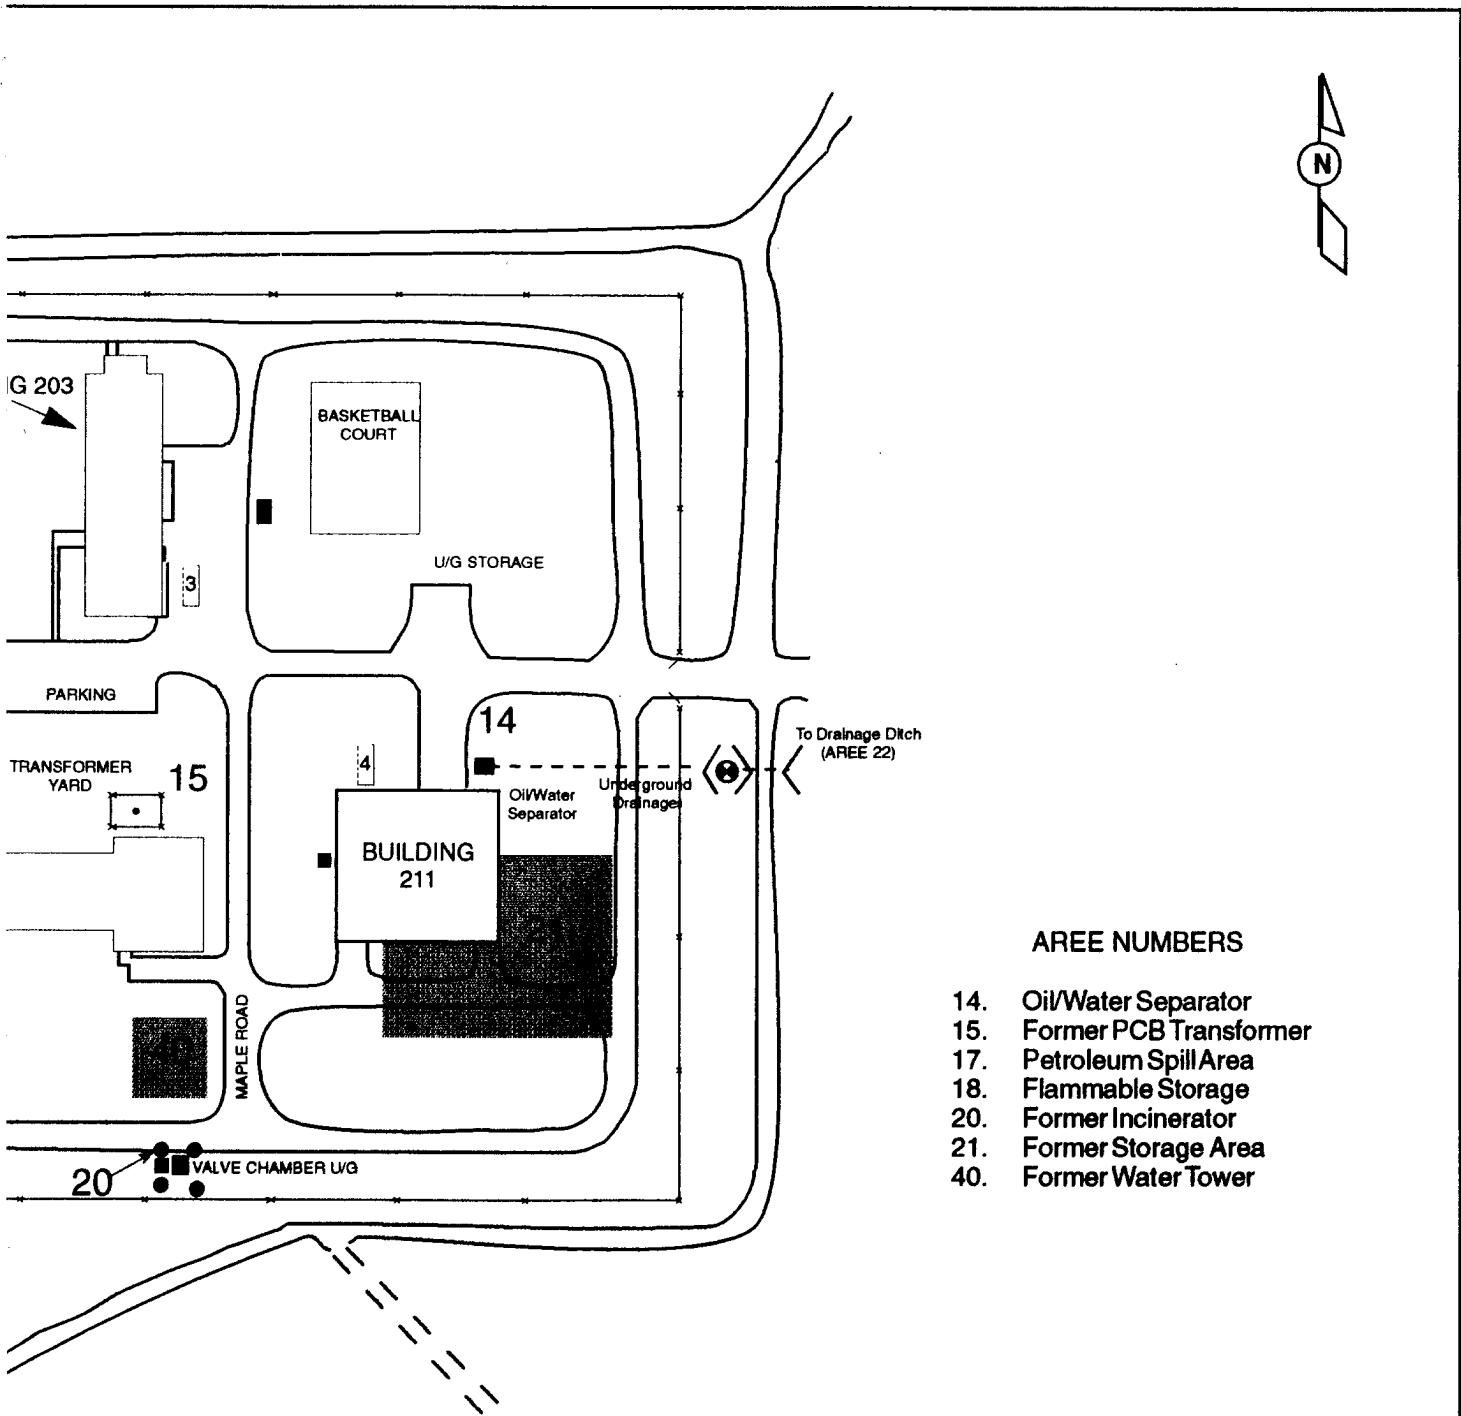 N
G 203
BASKETBALL
COURT
U/G STORAGE
3
PARKING
14
To Drainage Ditch
(AREE 22)
TRANSFORMER
YARD
15
4
Underground
Drainages
Oil/Water
Separator
BUILDING
211
21
AREE NUMBERS
14. Oil/Water Separator
15. Former PCB Transformer
17. Petroleum Spill Area
18. Flammable Storage
20. Former Incinerator
21. Former Storage Area
40. Former Water Tower
MAPLE ROAD
40
20
VALVE CHAMBER U/G